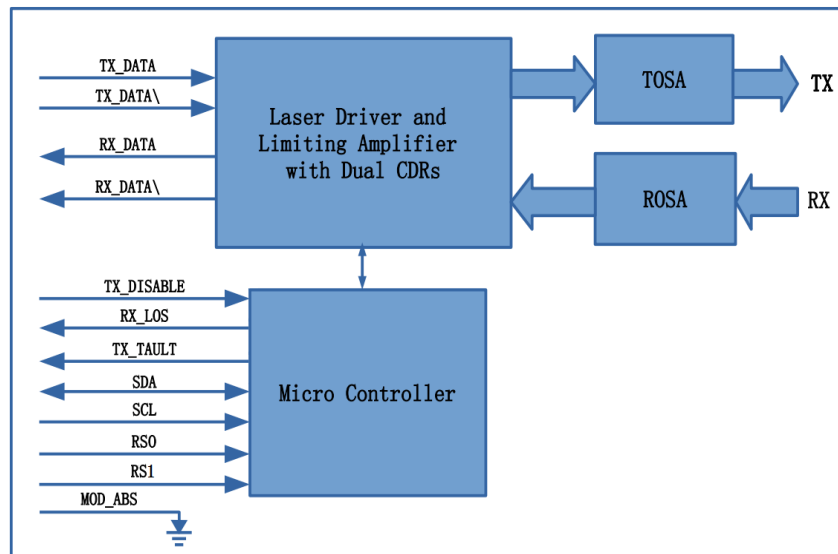 TX_DATA
TX_DATA\
RX_DATA
RX_DATA\
Laser Driver and
Limiting Amplifier
with Dual CDRs
TOSA
TX
ROSA
RX
TX_DISABLE
RX_LOS
TX_TAULT
SDA
SCL
RS0
RS1
MOD_ABS
Micro Controller